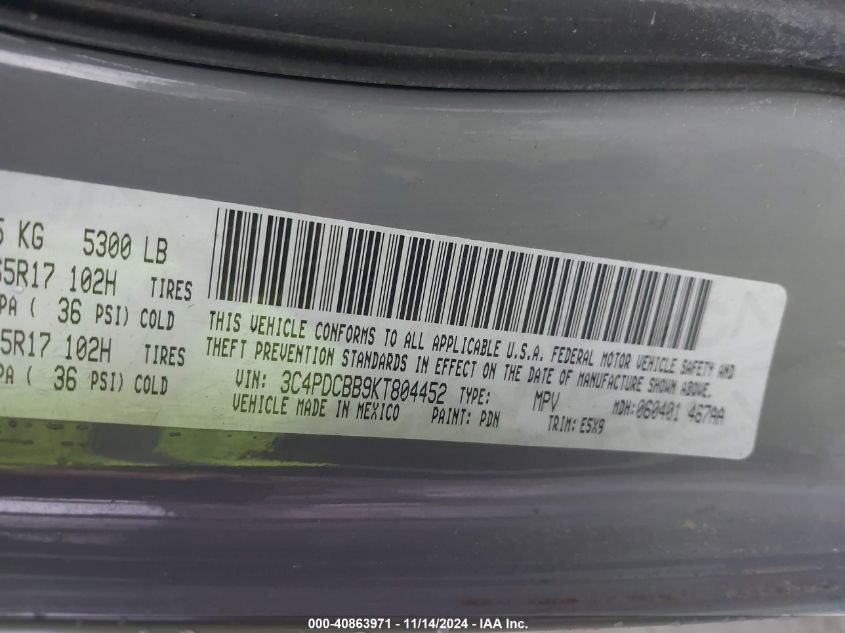 5 KG 5300 LB
65R17 102H TIRES
PA ( 36 PSI) COLD
65R17 102H TIRES
PA ( 36 PSI) COLD
THIS VEHICLE CONFORMS TO ALL APPLICABLE U.S.A. FEDERAL MOTOR VEHICLE SAFETY AND
THEFT PREVENTION STANDARDS IN EFFECT ON THE DATE OF MANUFACTURE SHOWN ABOVE.
VIN: 3C4PDCBB9KT804452 TYPE: MPV MDH:060401 467AA
VEHICLE MADE IN MEXICO PAINT: PDN TRIM: E5X9
000-40863971 - 11/14/2024 - IAA Inc.